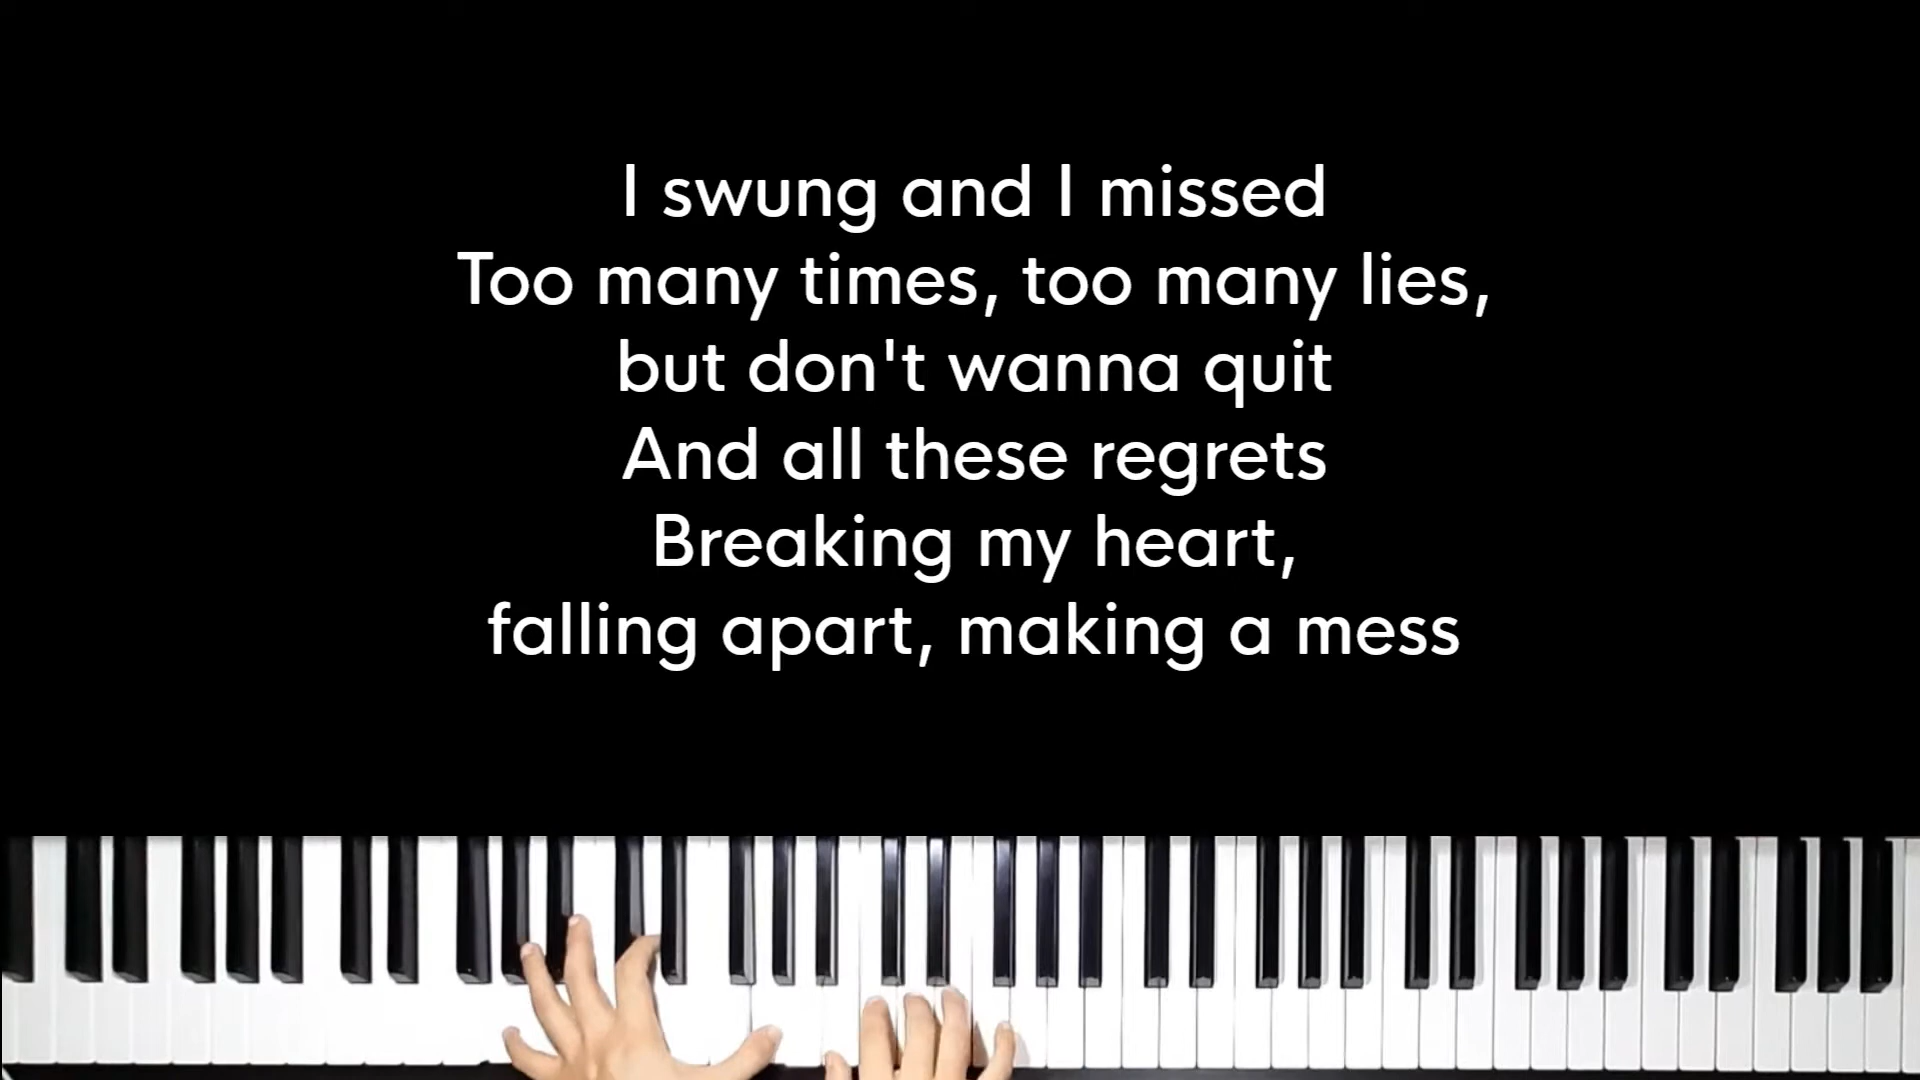 I swung and I missed
Too many times, too many lies,
but don't wanna quit
And all these regrets
Breaking my heart,
falling apart, making a mess